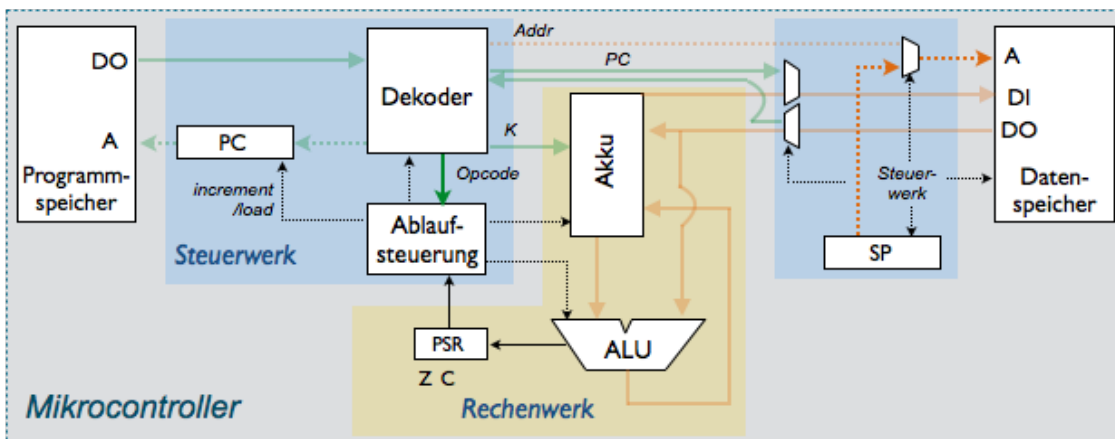 Addr
DO
Dekoder
PC
A
DI
DO
A
PC
K
Akku
Programm-
speicher
increment
/load
Opcode
Steuer-
werk
Daten-
speicher
Steuerwerk
Ablauf-
steuerung
SP
PSR
ALU
Z C
Mikrocontroller
Rechenwerk